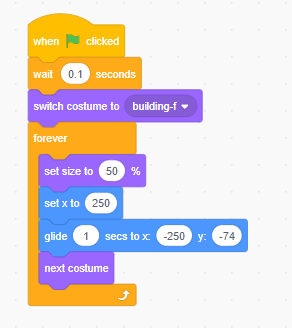 when clicked
wait 0.1 seconds
switch costume to building-f
forever
set size to 50 %
set x to 250
glide 1 secs to x: -250 y: -74
next costume